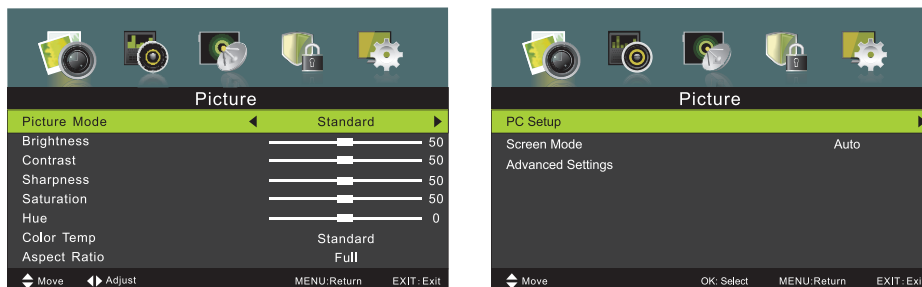 Picture
Picture Mode Standard
Brightness 50
Contrast 50
Sharpness 50
Saturation 50
Hue 0
Color Temp Standard
Aspect Ratio Full
Move Adjust MENU:Return EXIT:Exit
Picture
PC Setup
Screen Mode Auto
Advanced Settings
Move OK: Select MENU:Return EXIT:Exi